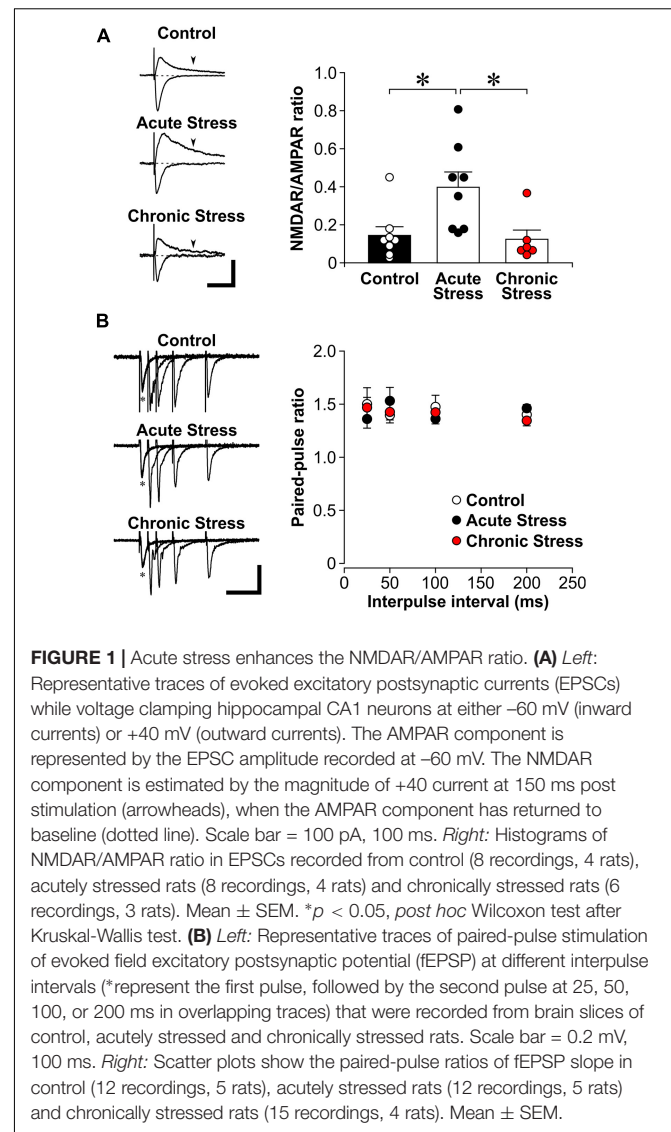 A
Control
Acute Stress
Chronic Stress
NMDAR/AMPAR ratio
1.0
0.8
0.6
0.4
0.2
0
* *
Control
Acute
Stress
Chronic
Stress
B
Control
*
Acute Stress
*
Chronic Stress
*
Paired-pulse ratio
2.0
1.5
1.0
0.5
0
Control
Acute Stress
Chronic Stress
0 50 100 150 200 250
Interpulse interval (ms)
FIGURE 1 | Acute stress enhances the NMDAR/AMPAR ratio. (A) Left:
Representative traces of evoked excitatory postsynaptic currents (EPSCs)
while voltage clamping hippocampal CA1 neurons at either –60 mV (inward
currents) or +40 mV (outward currents). The AMPAR component is
represented by the EPSC amplitude recorded at –60 mV. The NMDAR
component is estimated by the magnitude of +40 current at 150 ms post
stimulation (arrowheads), when the AMPAR component has returned to
baseline (dotted line). Scale bar = 100 pA, 100 ms. Right: Histograms of
NMDAR/AMPAR ratio in EPSCs recorded from control (8 recordings, 4 rats),
acutely stressed rats (8 recordings, 4 rats) and chronically stressed rats (6
recordings, 3 rats). Mean ± SEM. *p < 0.05, post hoc Wilcoxon test after
Kruskal-Wallis test. (B) Left: Representative traces of paired-pulse stimulation
of evoked field excitatory postsynaptic potential (fEPSP) at different interpulse
intervals (*represent the first pulse, followed by the second pulse at 25, 50,
100, or 200 ms in overlapping traces) that were recorded from brain slices of
control, acutely stressed and chronically stressed rats. Scale bar = 0.2 mV,
100 ms. Right: Scatter plots show the paired-pulse ratios of fEPSP slope in
control (12 recordings, 5 rats), acutely stressed rats (12 recordings, 5 rats)
and chronically stressed rats (15 recordings, 4 rats). Mean ± SEM.